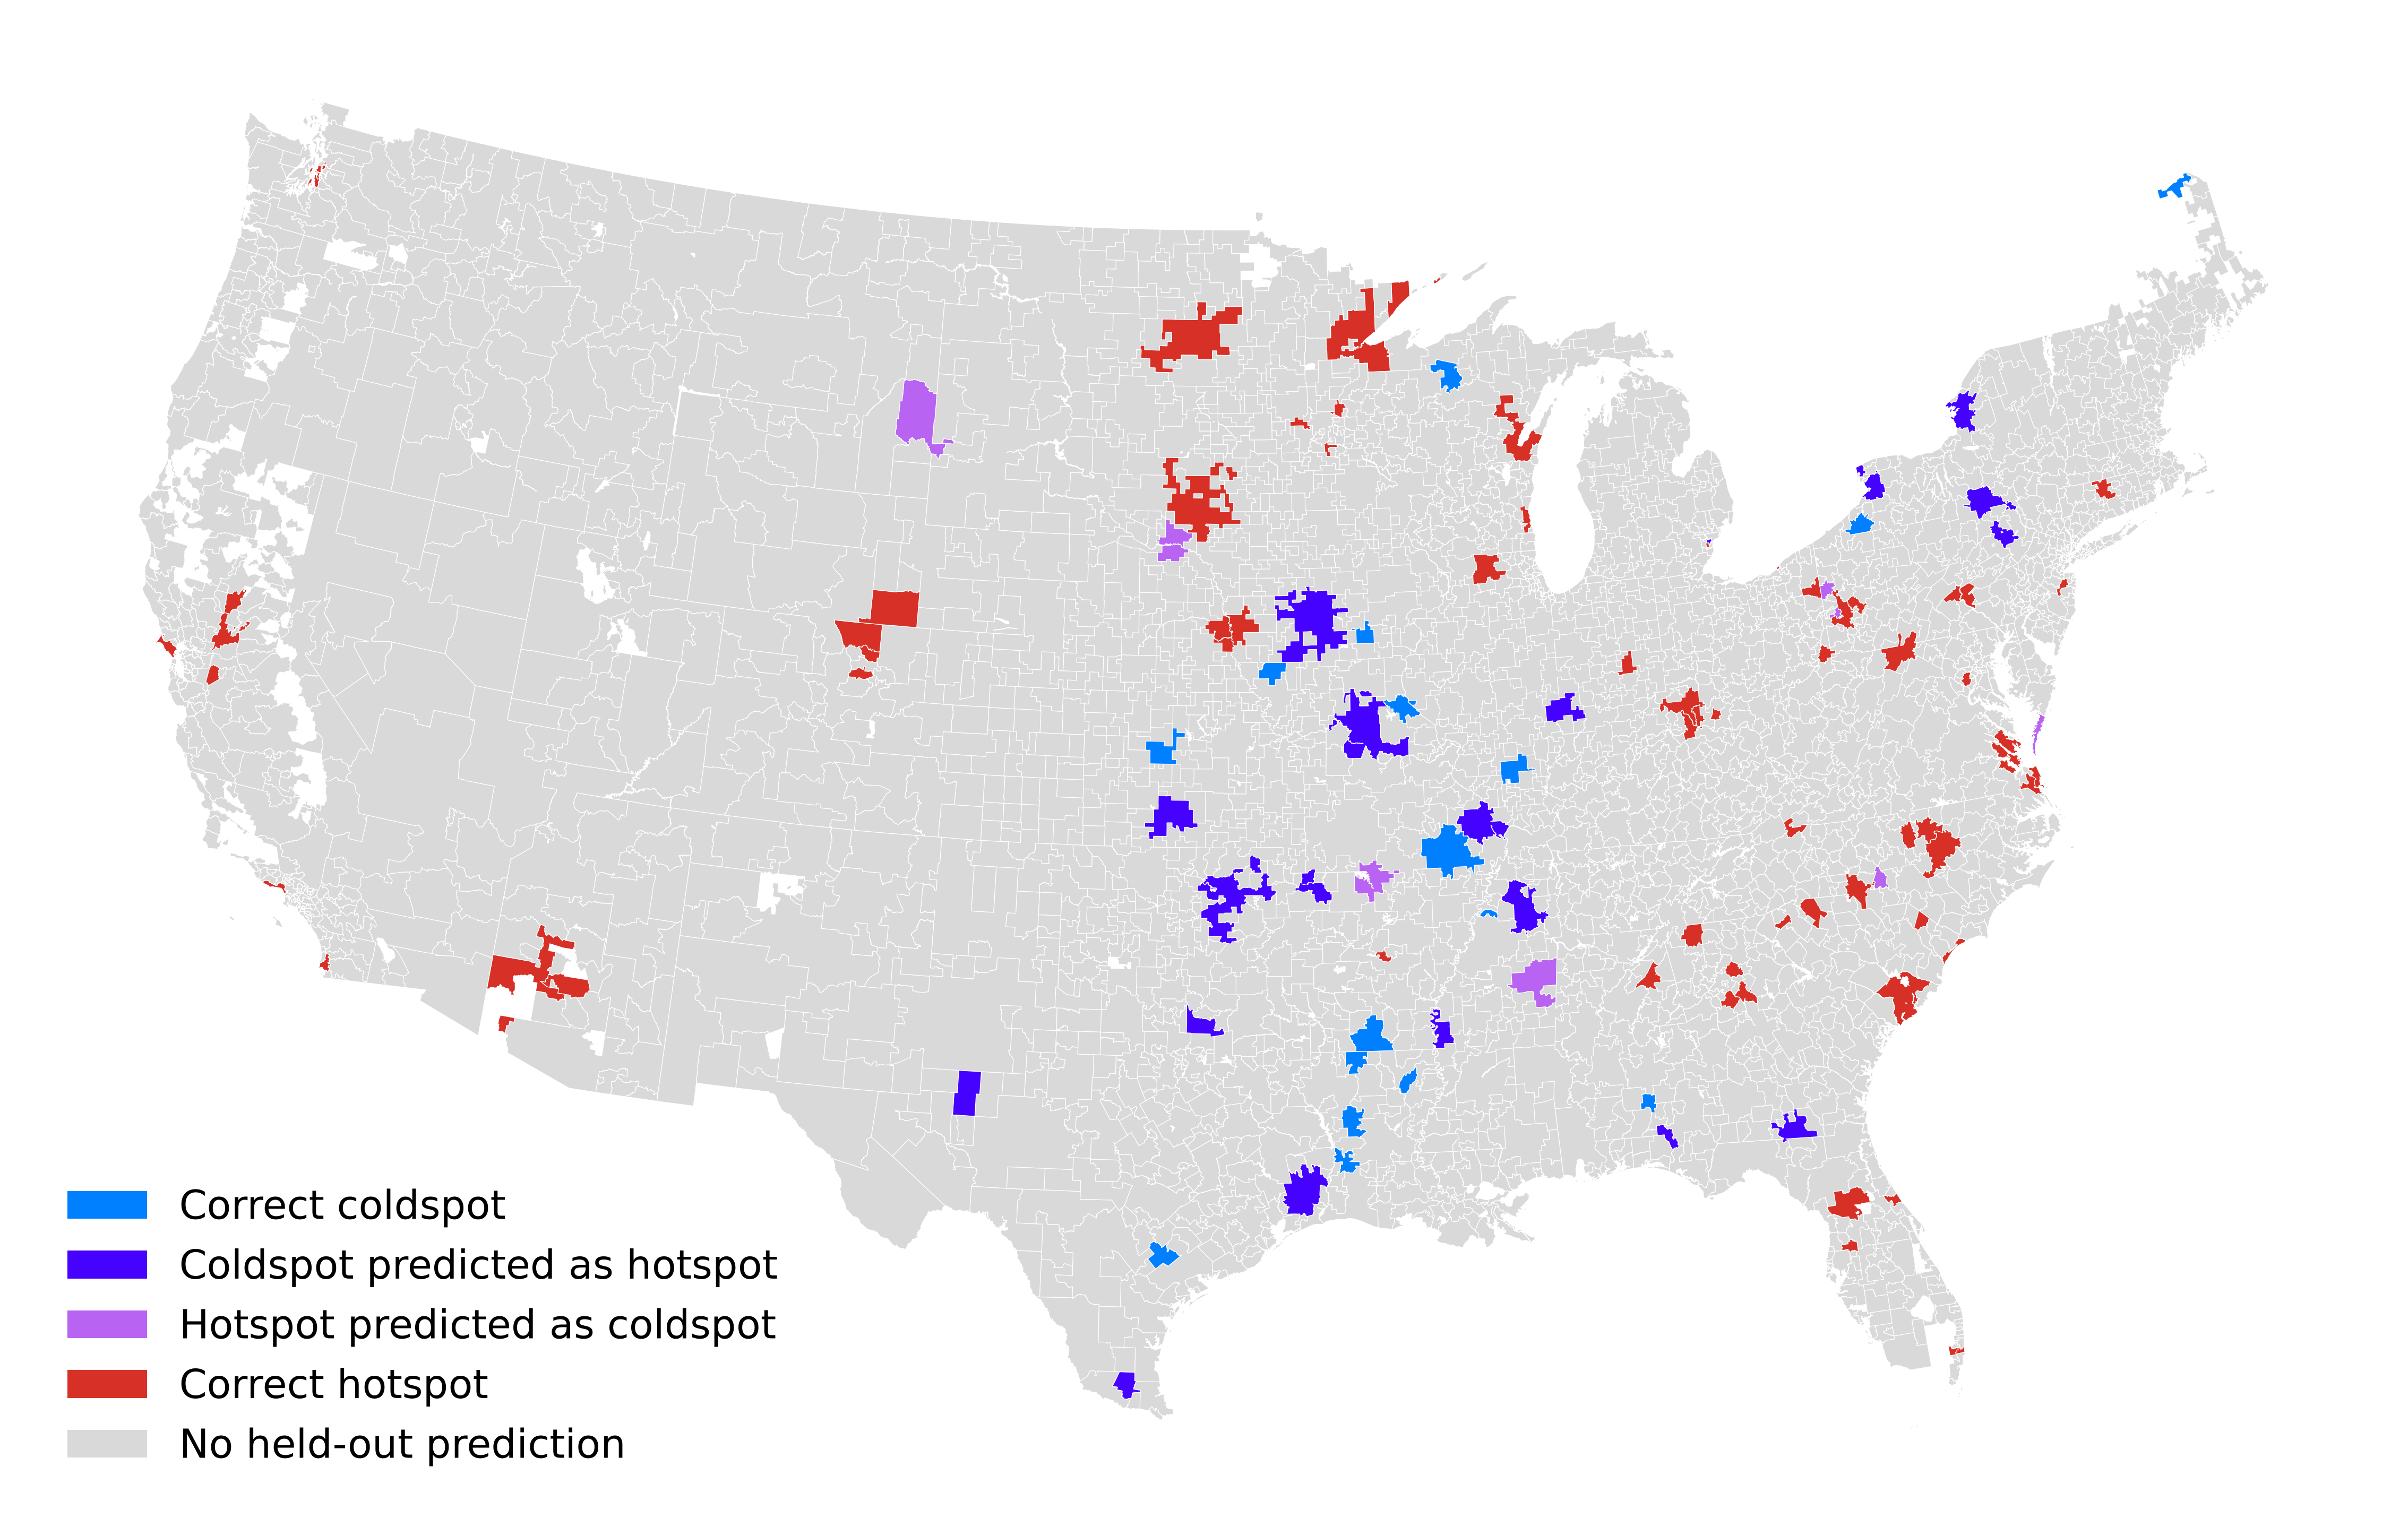 Correct coldspot
Coldspot predicted as hotspot
Hotspot predicted as coldspot
Correct hotspot
No held-out prediction